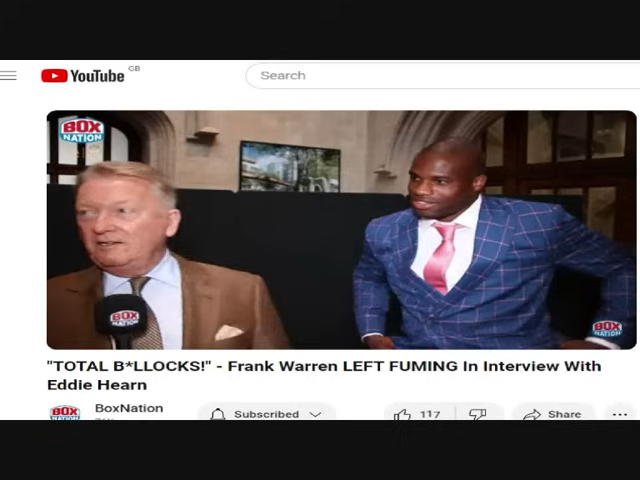 YouTube GB
Search
BOX
NATION
BOX
NATION
BOX
NATION
"TOTAL B*LLOCKS!" - Frank Warren LEFT FUMING In Interview With
Eddie Hearn
BOX
BoxNation
Subscribed
117
Share